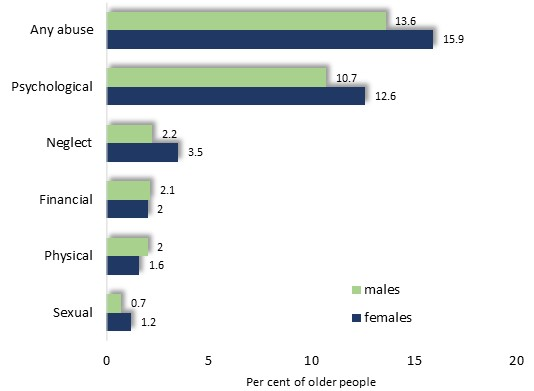 Any abuse
13.6
15.9
Psychological
10.7
12.6
Neglect
2.2
3.5
Financial
2.1
2
Physical
2
1.6
Sexual
0.7
1.2
males
females
0 5 10 15 20
Per cent of older people